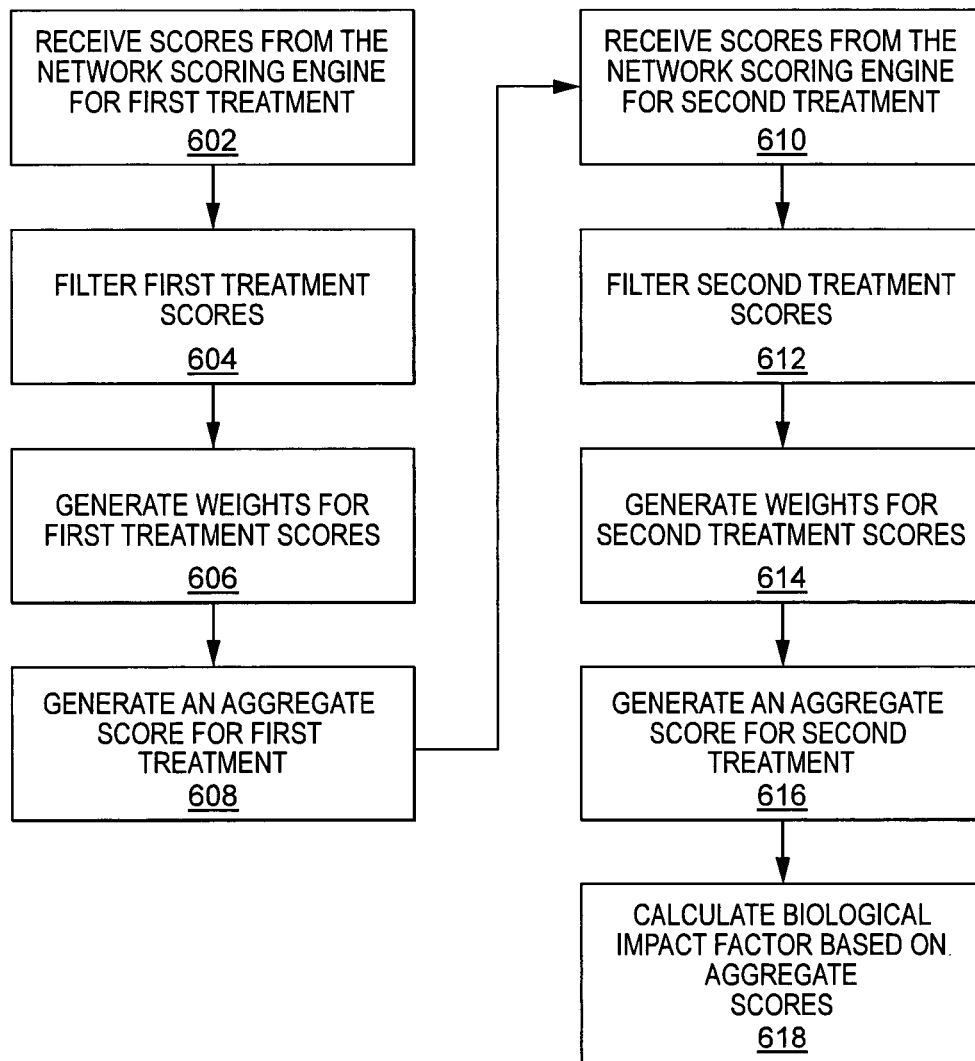 RECEIVE SCORES FROM THE
NETWORK SCORING ENGINE
FOR FIRST TREATMENT
602
FILTER FIRST TREATMENT
SCORES
604
GENERATE WEIGHTS FOR
FIRST TREATMENT SCORES
606
GENERATE AN AGGREGATE
SCORE FOR FIRST
TREATMENT
608
RECEIVE SCORES FROM THE
NETWORK SCORING ENGINE
FOR SECOND TREATMENT
610
FILTER SECOND TREATMENT
SCORES
612
GENERATE WEIGHTS FOR
SECOND TREATMENT SCORES
614
GENERATE AN AGGREGATE
SCORE FOR SECOND
TREATMENT
616
CALCULATE BIOLOGICAL
IMPACT FACTOR BASED ON
AGGREGATE
SCORES
618